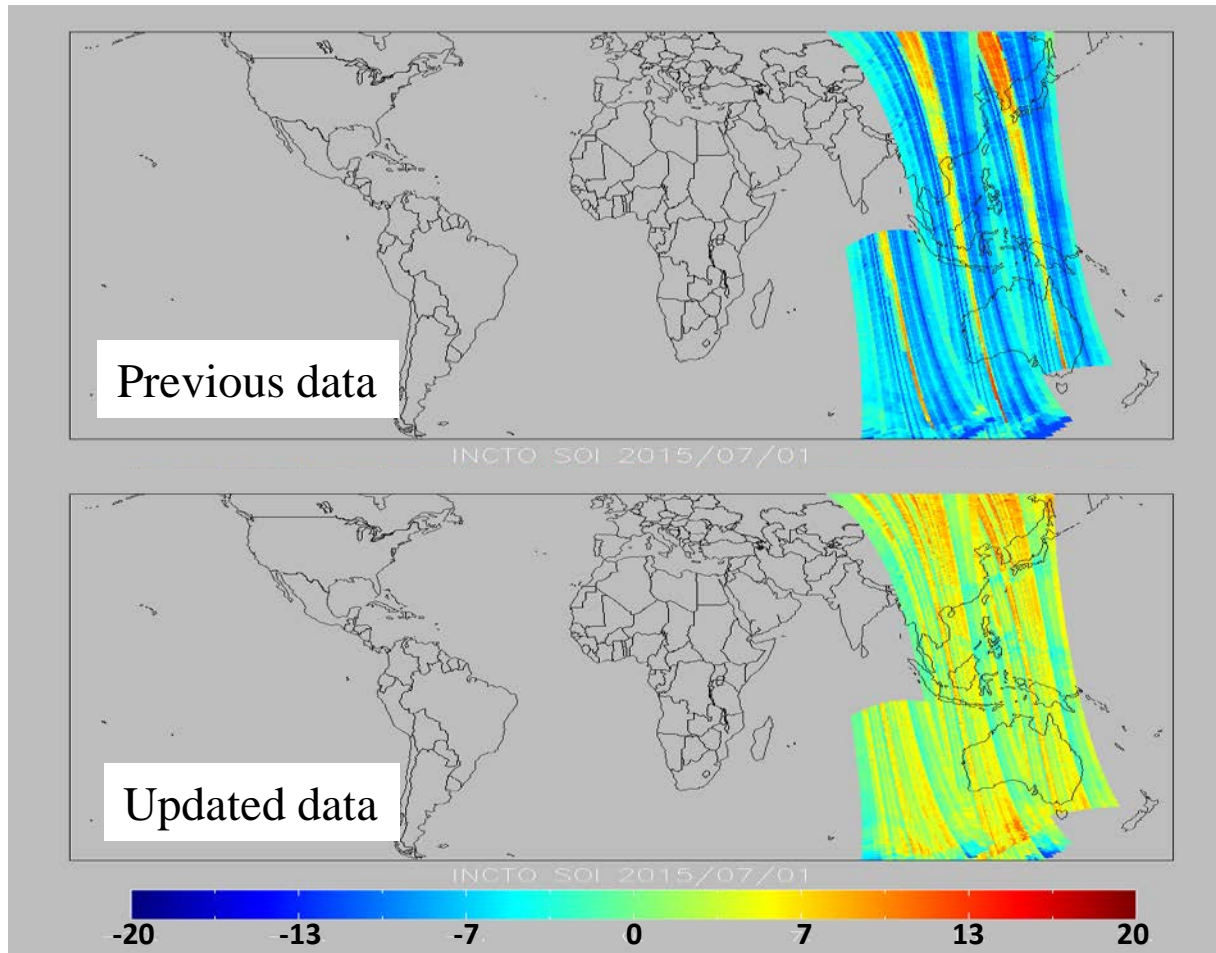 Previous data
INCTO SOI 2015/07/01
Updated data
INCTO SOI 2015/07/01
-20 -13 -7 0 7 13 20